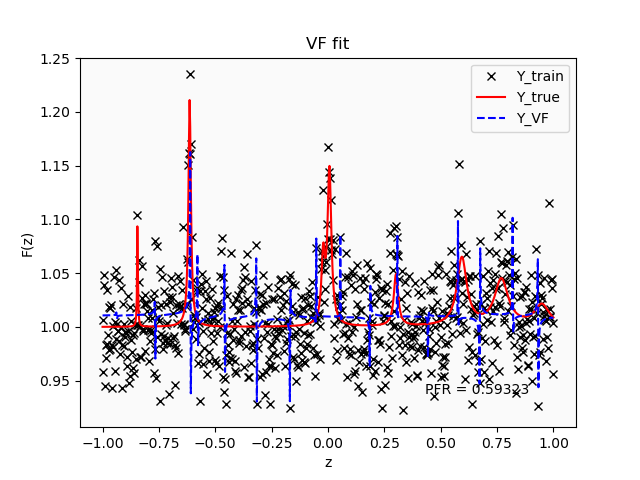 VF fit
1.25
1.20
1.15
1.10
1.05
1.00
0.95
F(z)
Y_train
Y_true
Y_VF
PFR = 0.59323
−1.00 −0.75 −0.50 −0.25 0.00 0.25 0.50 0.75 1.00
z